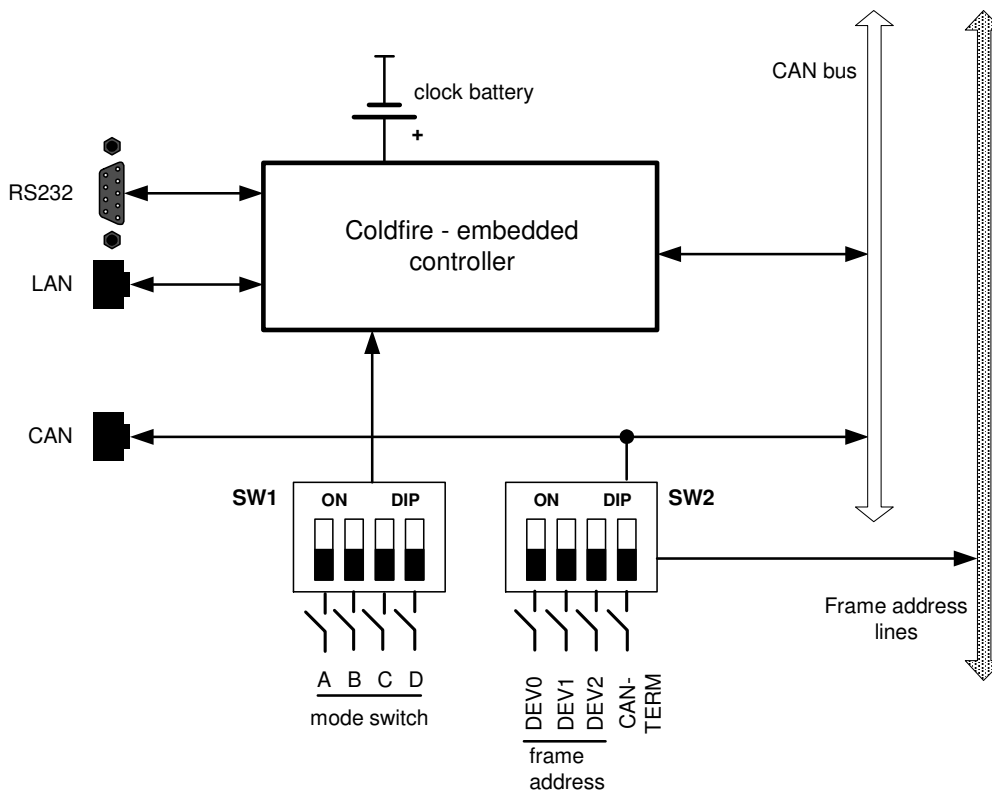 CAN bus
clock battery
+
RS232
Coldfire - embedded
controller
LAN
CAN
SW1
ON DIP
ON DIP
SW2
Frame address
lines
A B C D
mode switch
DEV0
DEV1
DEV2
CAN-
TERM
frame
address